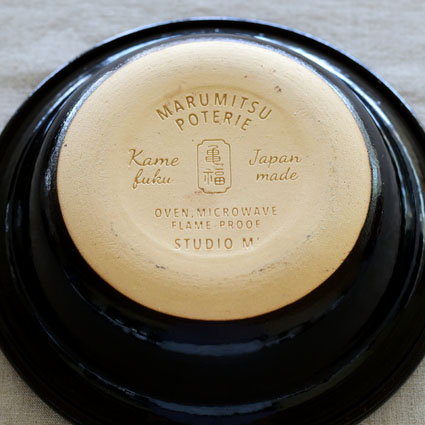 MARUMITSU
POTERIE
Kame
fuku
亀福
Japan
made
OVEN, MICROWAVE
FLAME-PROOF
STUDIO M'